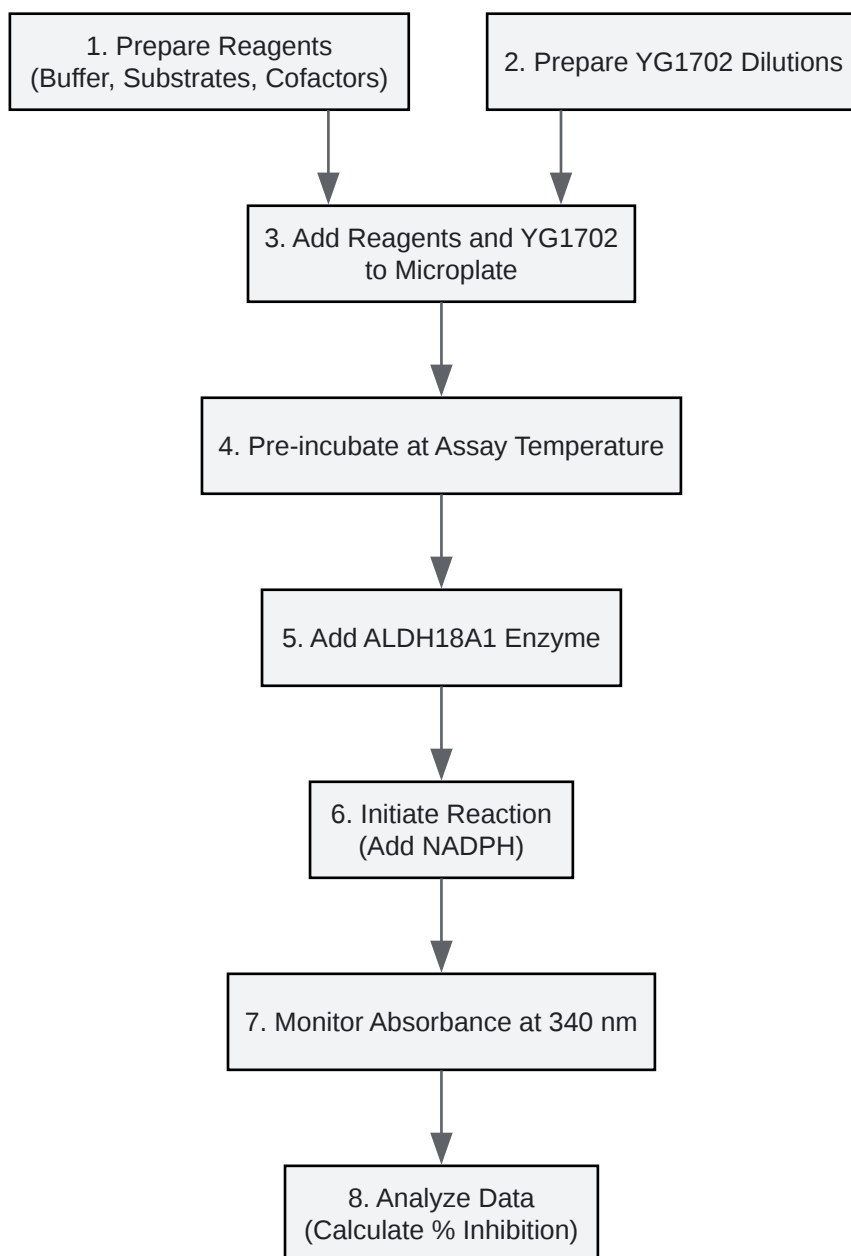 1. Prepare Reagents
(Buffer, Substrates, Cofactors)
2. Prepare YG1702 Dilutions
3. Add Reagents and YG1702
to Microplate
4. Pre-incubate at Assay Temperature
5. Add ALDH18A1 Enzyme
6. Initiate Reaction
(Add NADPH)
7. Monitor Absorbance at 340 nm
8. Analyze Data
(Calculate % Inhibition)